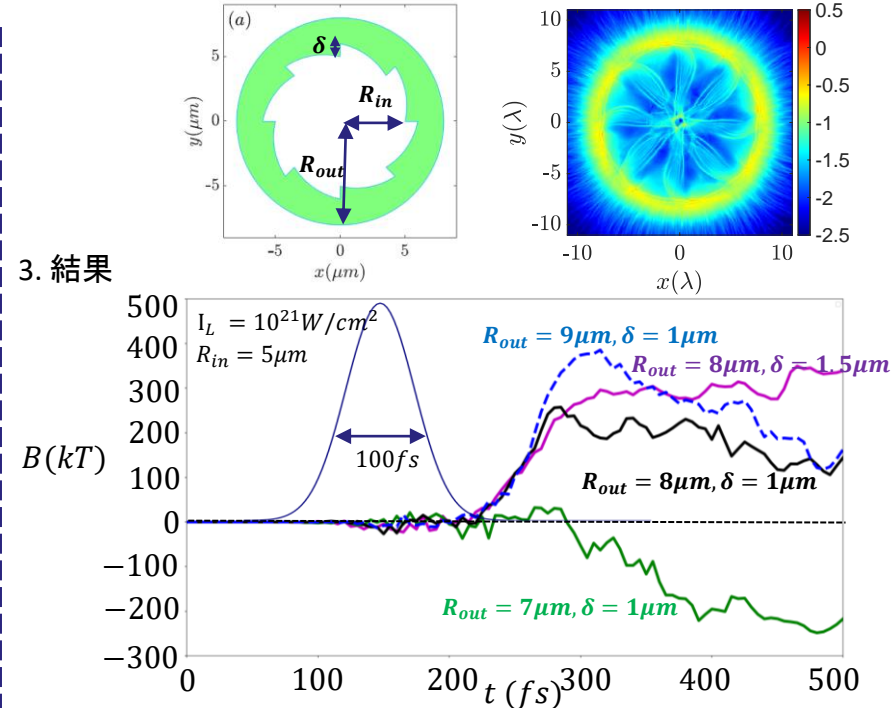 (a)
δ
R_in
R_out
y(μm)
5
0
-5
-5
0
5
x(μm)
y(λ)
10
5
0
-5
-10
-10
0
10
x(λ)
0.5
0
-0.5
-1
-1.5
-2
-2.5
3. 結果
B(kT)
500
400
300
200
100
0
−100
−200
−300
I_L = 10^21 W/cm^2
R_in = 5μm
100fs
R_out = 9μm, δ = 1μm
R_out = 8μm, δ = 1.5μm
R_out = 8μm, δ = 1μm
R_out = 7μm, δ = 1μm
0
100
200
300
400
500
t (fs)